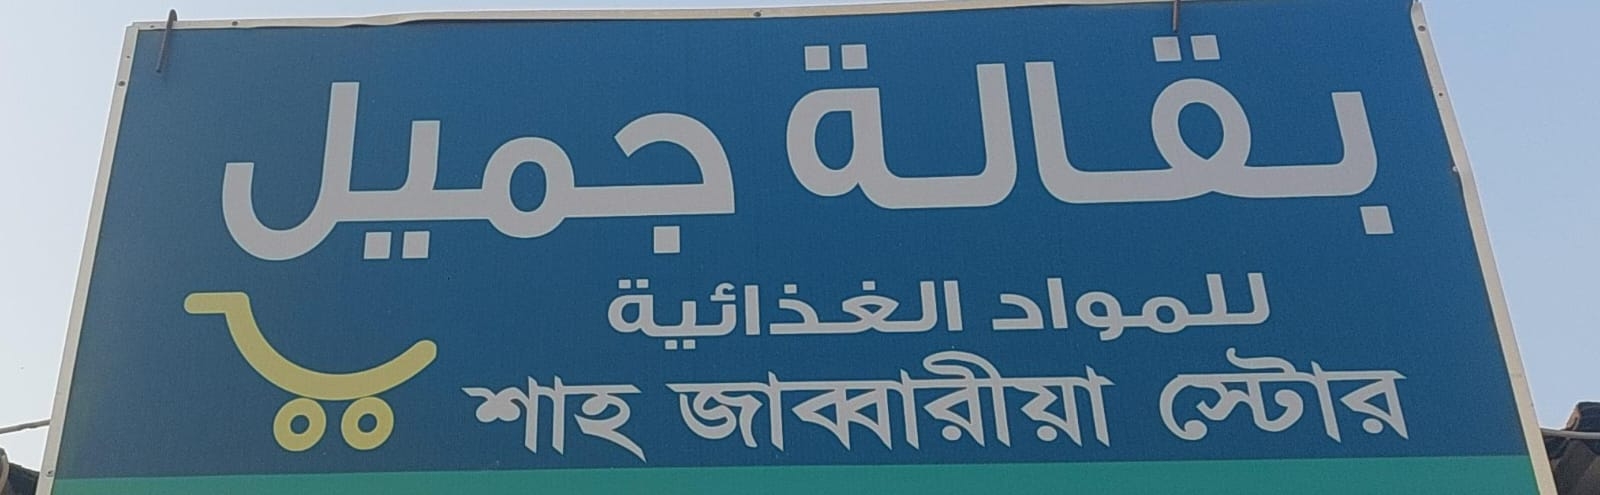 بقالة جميل
للمواد الغذائية
শাহ জাব্বারীয়া স্টোর